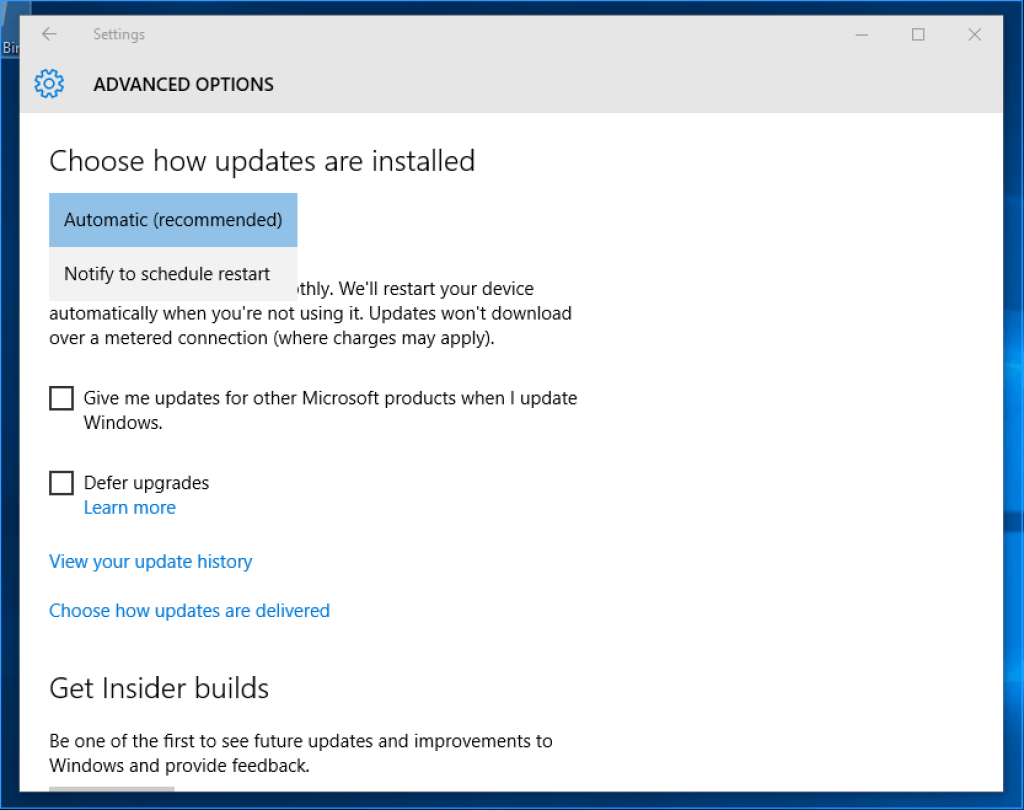 Settings
ADVANCED OPTIONS
Choose how updates are installed
Automatic (recommended)
Notify to schedule restart
thly. We'll restart your device
automatically when you're not using it. Updates won't download
over a metered connection (where charges may apply).
Give me updates for other Microsoft products when I update
Windows.
Defer upgrades
Learn more
View your update history
Choose how updates are delivered
Get Insider builds
Be one of the first to see future updates and improvements to
Windows and provide feedback.